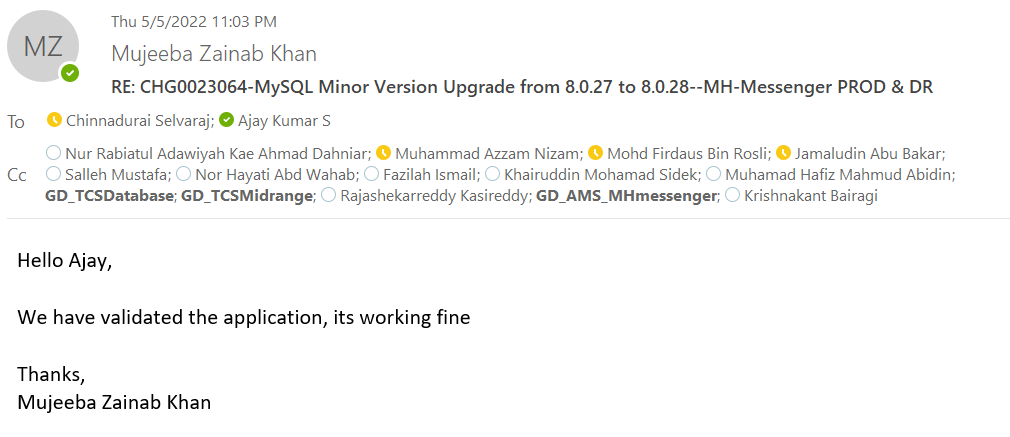 MZ
Thu 5/5/2022 11:03 PM
Mujeeba Zainab Khan
RE: CHG0023064-MySQL Minor Version Upgrade from 8.0.27 to 8.0.28--MH-Messenger PROD & DR
To Chinnadurai Selvaraj; Ajay Kumar S
Nur Rabiatul Adawiyah Kae Ahmad Dahniar; Muhammad Azzam Nizam; Mohd Firdaus Bin Rosli; Jamaludin Abu Bakar;
Cc Salleh Mustafa; Nor Hayati Abd Wahab; Fazilah Ismail; Khairuddin Mohamad Sidek; Muhamad Hafiz Mahmud Abidin;
GD_TCSDatabase; GD_TCSMidrange; Rajashekarreddy Kasireddy; GD_AMS_MHmessenger; Krishnakant Bairagi
Hello Ajay,
We have validated the application, its working fine
Thanks,
Mujeeba Zainab Khan